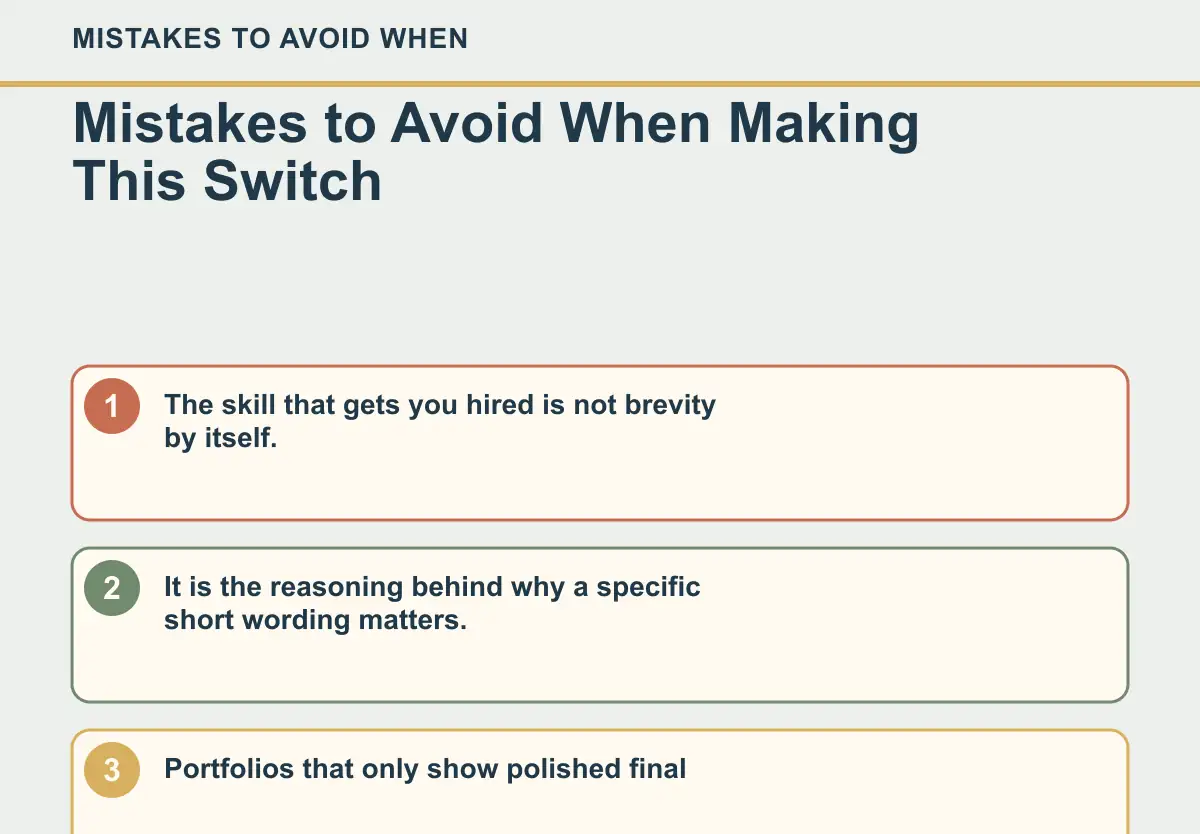 MISTAKES TO AVOID WHEN
Mistakes to Avoid When Making
This Switch
1
The skill that gets you hired is not brevity
by itself.
2
It is the reasoning behind why a specific
short wording matters.
3
Portfolios that only show polished final